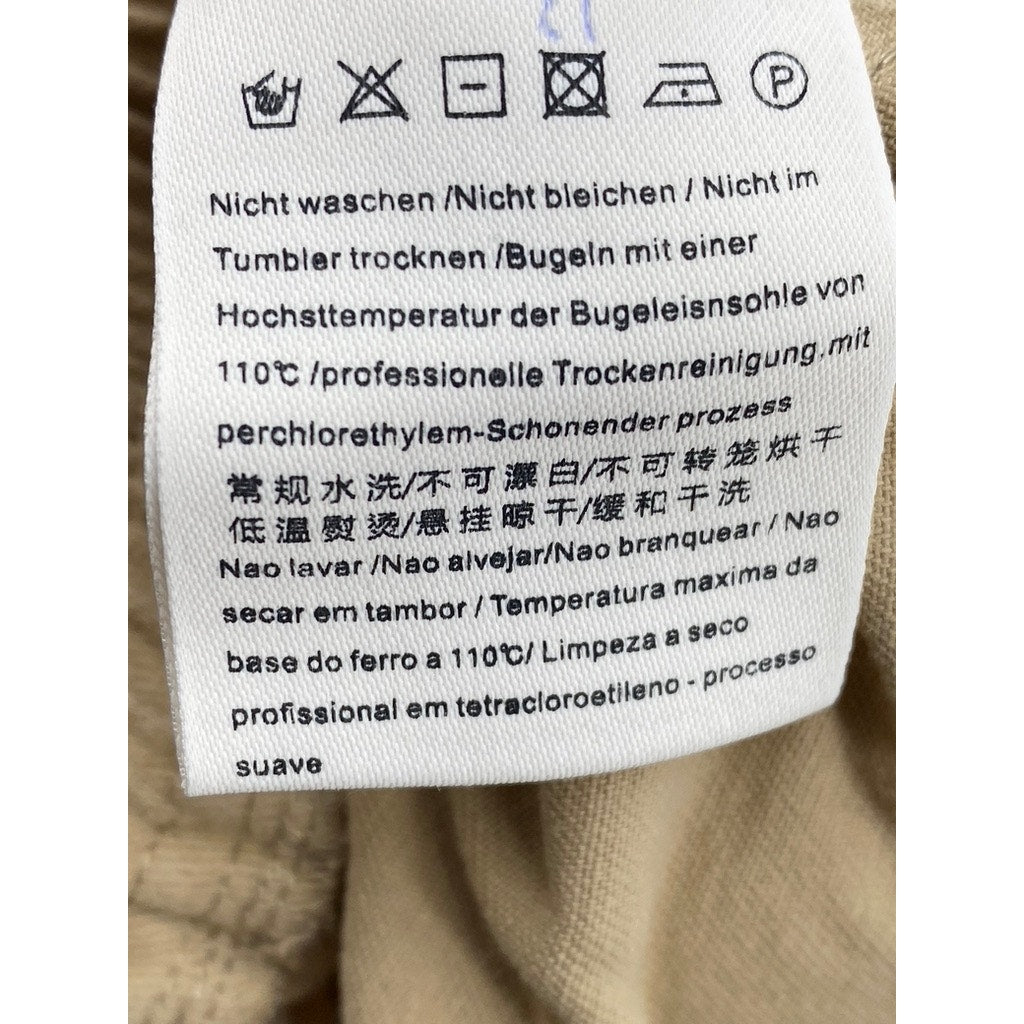 P
Nicht waschen /Nicht bleichen / Nicht im
Tumbler trocknen /Bugeln mit einer
Hochsttemperatur der Bugeleisnsohle von
110℃ /professionelle Trockenreinigung.mit
perchlorethylem-Schonender prozess
常规水洗/不可漂白/不可转笼烘干
低温熨烫/悬挂晾干/缓和干洗
Nao lavar /Nao alvejar/Nao branquear / Nao
secar em tambor / Temperatura maxima da
base do ferro a 110℃/ Limpeza a seco
profissional em tetracloroetileno - processo
suave